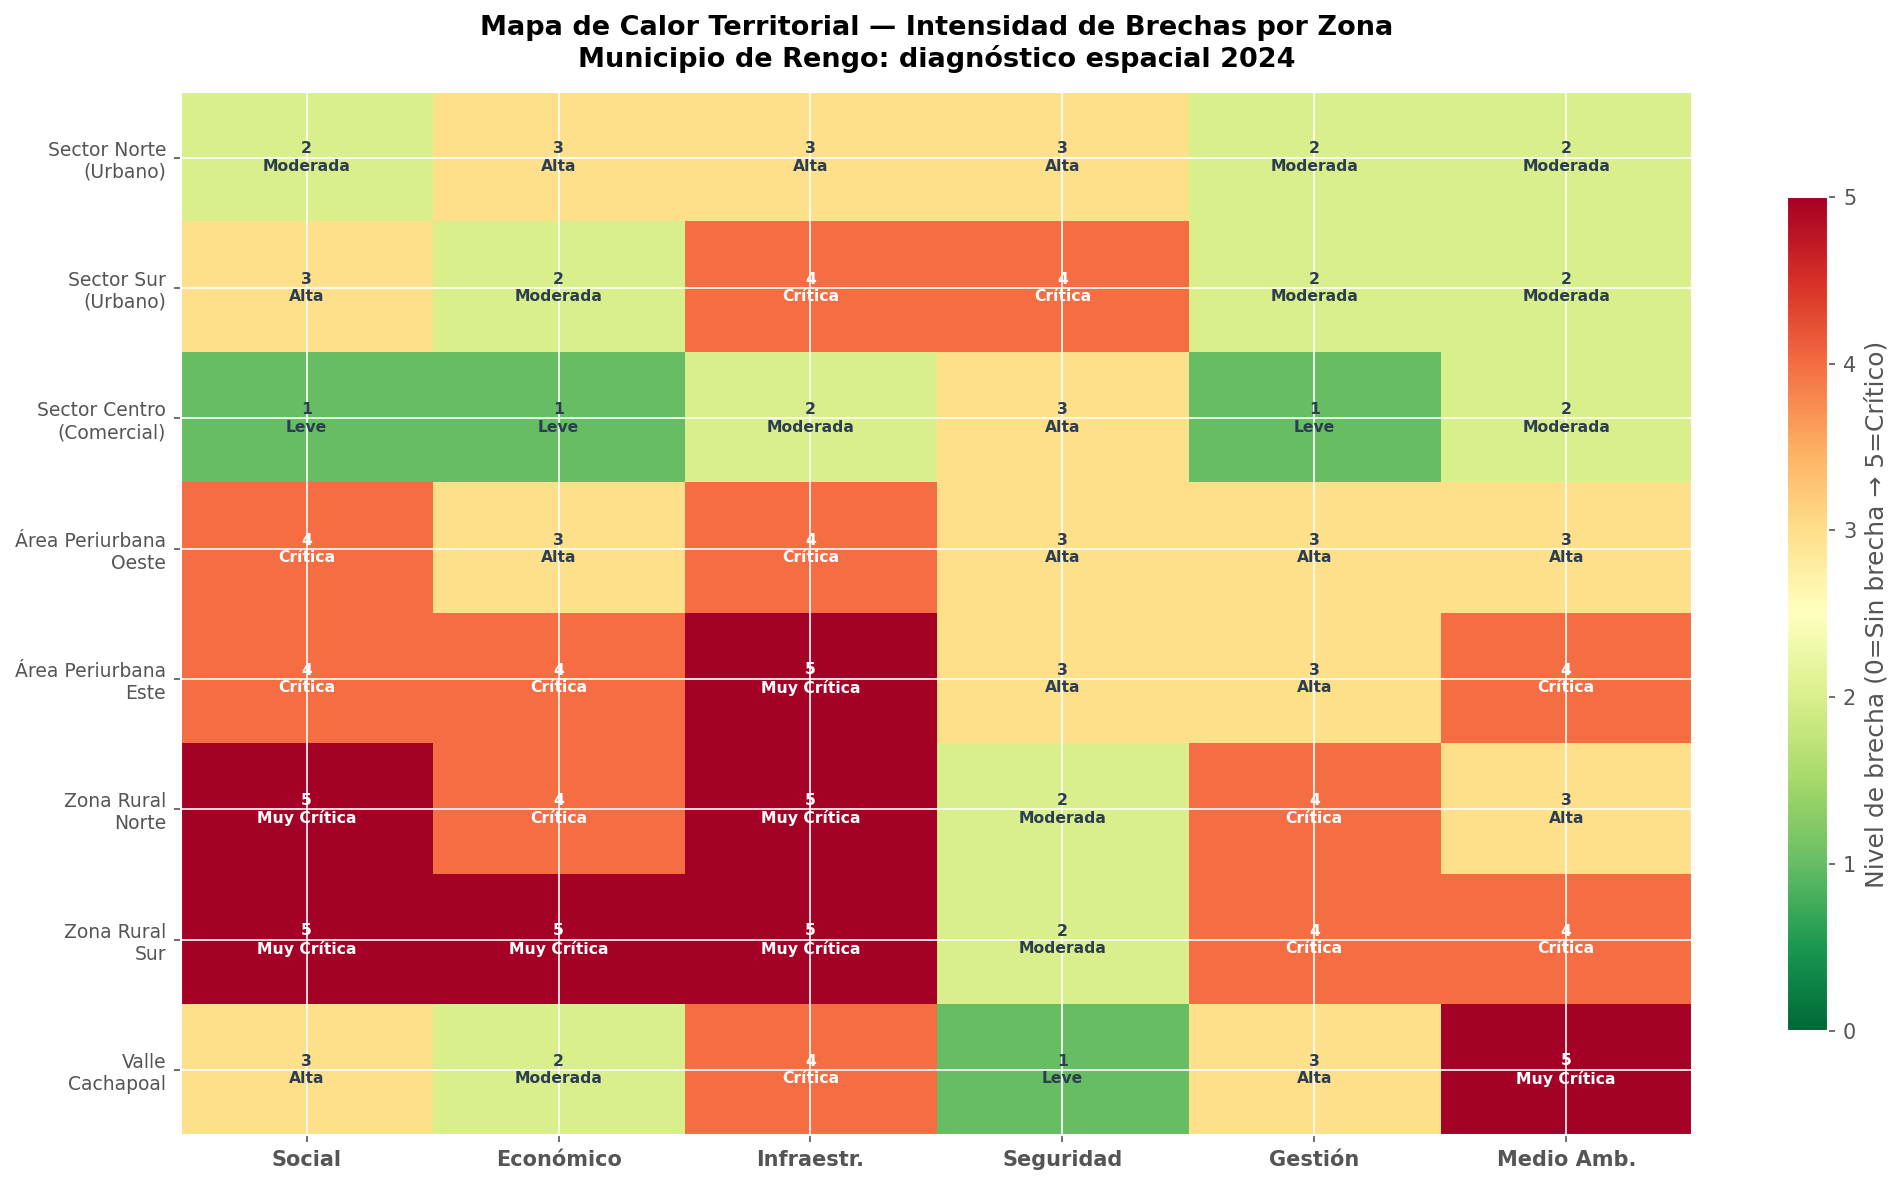 Mapa de Calor Territorial — Intensidad de Brechas por Zona
Municipio de Rengo: diagnóstico espacial 2024
Sector Norte
(Urbano)
2
Moderada
3
Alta
3
Alta
3
Alta
2
Moderada
2
Moderada
Sector Sur
(Urbano)
3
Alta
2
Moderada
4
Crítica
4
Crítica
2
Moderada
2
Moderada
Sector Centro
(Comercial)
1
Leve
1
Leve
2
Moderada
3
Alta
1
Leve
2
Moderada
Área Periurbana
Oeste
4
Crítica
3
Alta
4
Crítica
3
Alta
3
Alta
3
Alta
Área Periurbana
Este
4
Crítica
4
Crítica
5
Muy Crítica
3
Alta
3
Alta
4
Crítica
Zona Rural
Norte
5
Muy Crítica
4
Crítica
5
Muy Crítica
2
Moderada
4
Crítica
3
Alta
Zona Rural
Sur
5
Muy Crítica
5
Muy Crítica
5
Muy Crítica
2
Moderada
4
Crítica
4
Crítica
Valle
Cachapoal
3
Alta
2
Moderada
4
Crítica
1
Leve
3
Alta
5
Muy Crítica
Social
Económico
Infraestr.
Seguridad
Gestión
Medio Amb.
5
4
3
2
1
0
Nivel de brecha (0=Sin brecha → 5=Crítico)